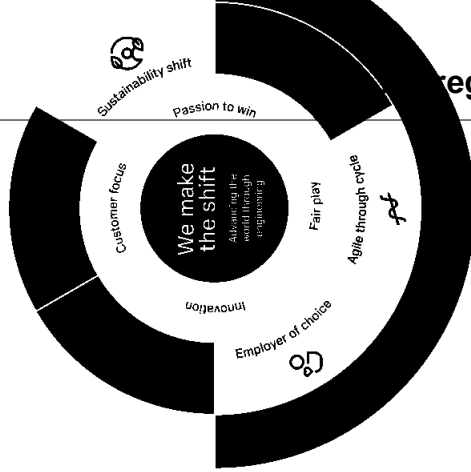 Sustainability shift
Passion to win
We make
the shift
Advancing the
world through
engineering
Customer focus
Fair play
Agile through cycle
Innovation
Employer of choice